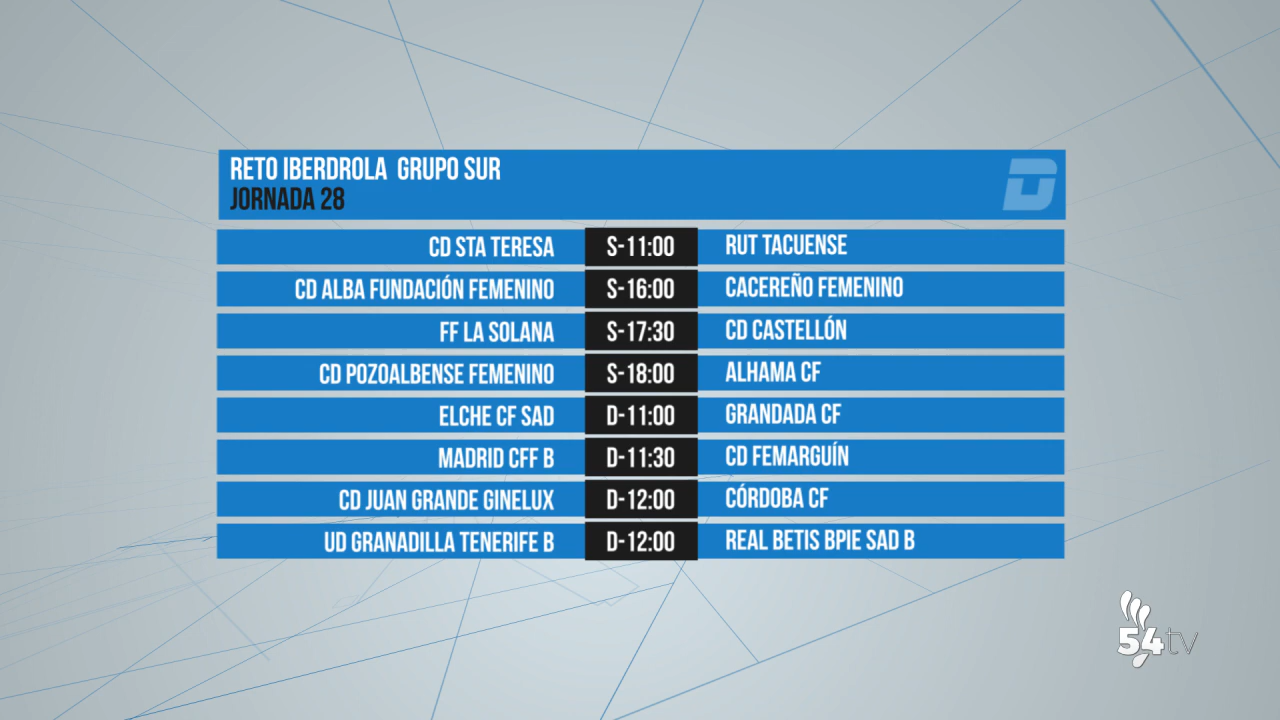 RETO IBERDROLA GRUPO SUR
JORNADA 28
CD STA TERESA S-11:00 RUT TACUENSE
CD ALBA FUNDACIÓN FEMENINO S-16:00 CACEREÑO FEMENINO
FF LA SOLANA S-17:30 CD CASTELLÓN
CD POZOALBENSE FEMENINO S-18:00 ALHAMA CF
ELCHE CF SAD D-11:00 GRANDADA CF
MADRID CFF B D-11:30 CD FEMARGUÍN
CD JUAN GRANDE GINELUX D-12:00 CÓRDOBA CF
UD GRANADILLA TENERIFE B D-12:00 REAL BETIS BPIE SAD B
54tv